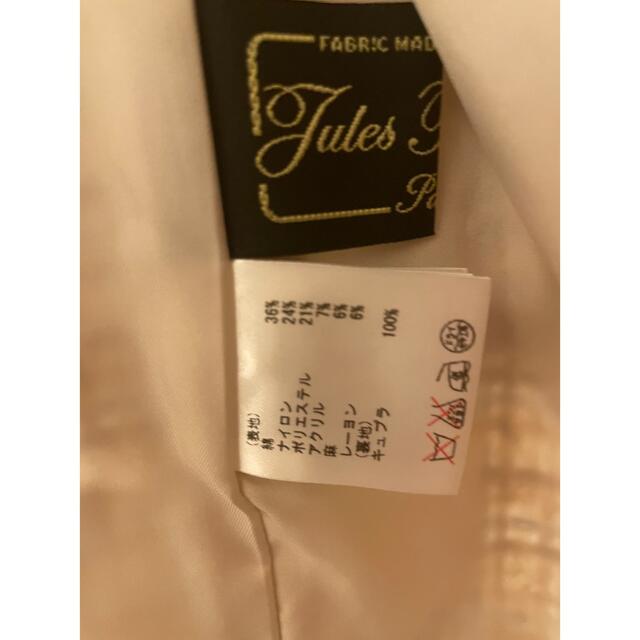 FABRIC MAD
Jules
Pa
(表地)
綿 36%
ナイロン 24%
ポリエステル 21%
アクリル 7%
麻 6%
レーヨン 6%
(裏地)
キュプラ 100%